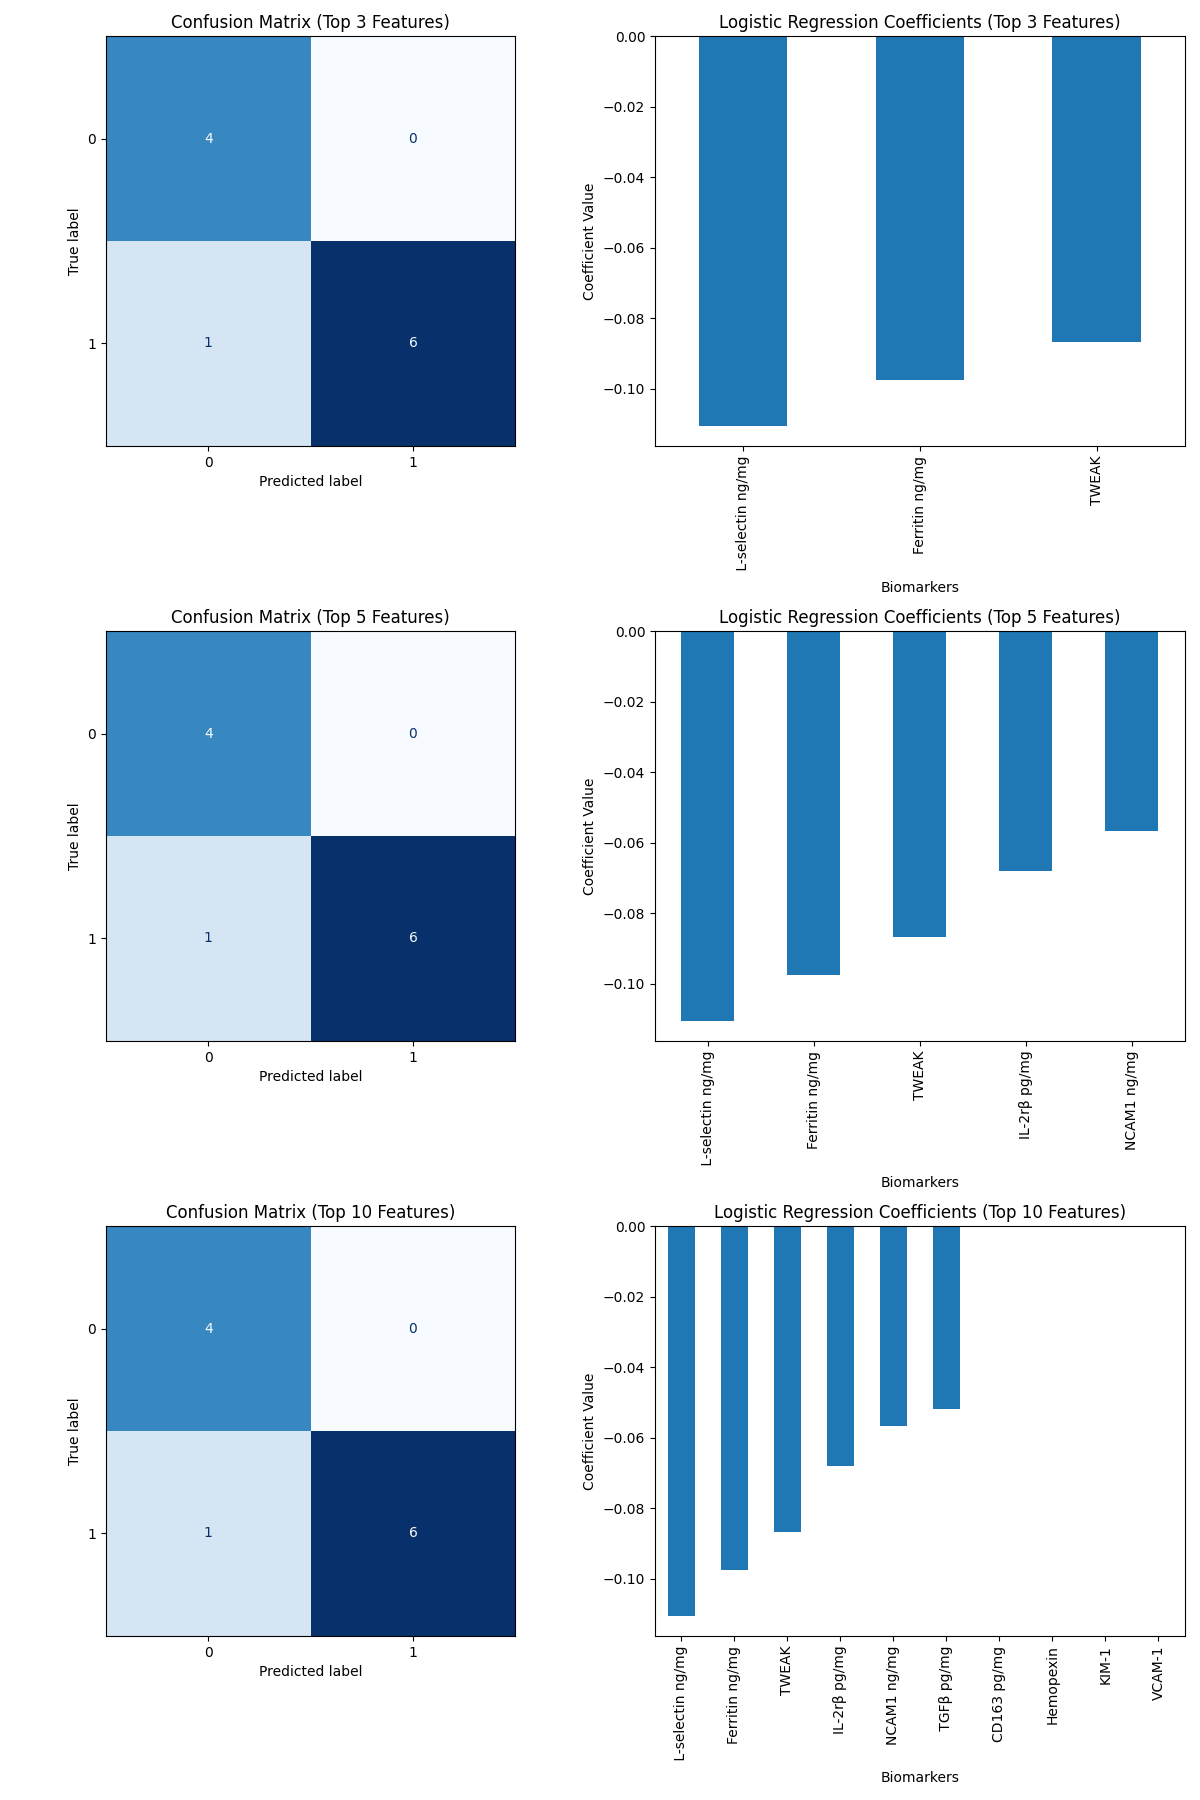 Confusion Matrix (Top 3 Features)
0
1
True label
4
0
1
6
0
1
Predicted label
Logistic Regression Coefficients (Top 3 Features)
0.00
−0.02
−0.04
−0.06
−0.08
−0.10
Coefficient Value
L-selectin ng/mg
Ferritin ng/mg
TWEAK
Biomarkers
Confusion Matrix (Top 5 Features)
0
1
True label
4
0
1
6
0
1
Predicted label
Logistic Regression Coefficients (Top 5 Features)
0.00
−0.02
−0.04
−0.06
−0.08
−0.10
Coefficient Value
L-selectin ng/mg
Ferritin ng/mg
TWEAK
IL-2rβ pg/mg
NCAM1 ng/mg
Biomarkers
Confusion Matrix (Top 10 Features)
0
1
True label
4
0
1
6
0
1
Predicted label
Logistic Regression Coefficients (Top 10 Features)
0.00
−0.02
−0.04
−0.06
−0.08
−0.10
Coefficient Value
L-selectin ng/mg
Ferritin ng/mg
TWEAK
IL-2rβ pg/mg
NCAM1 ng/mg
TGFβ pg/mg
CD163 pg/mg
Hemopexin
KIM-1
VCAM-1
Biomarkers